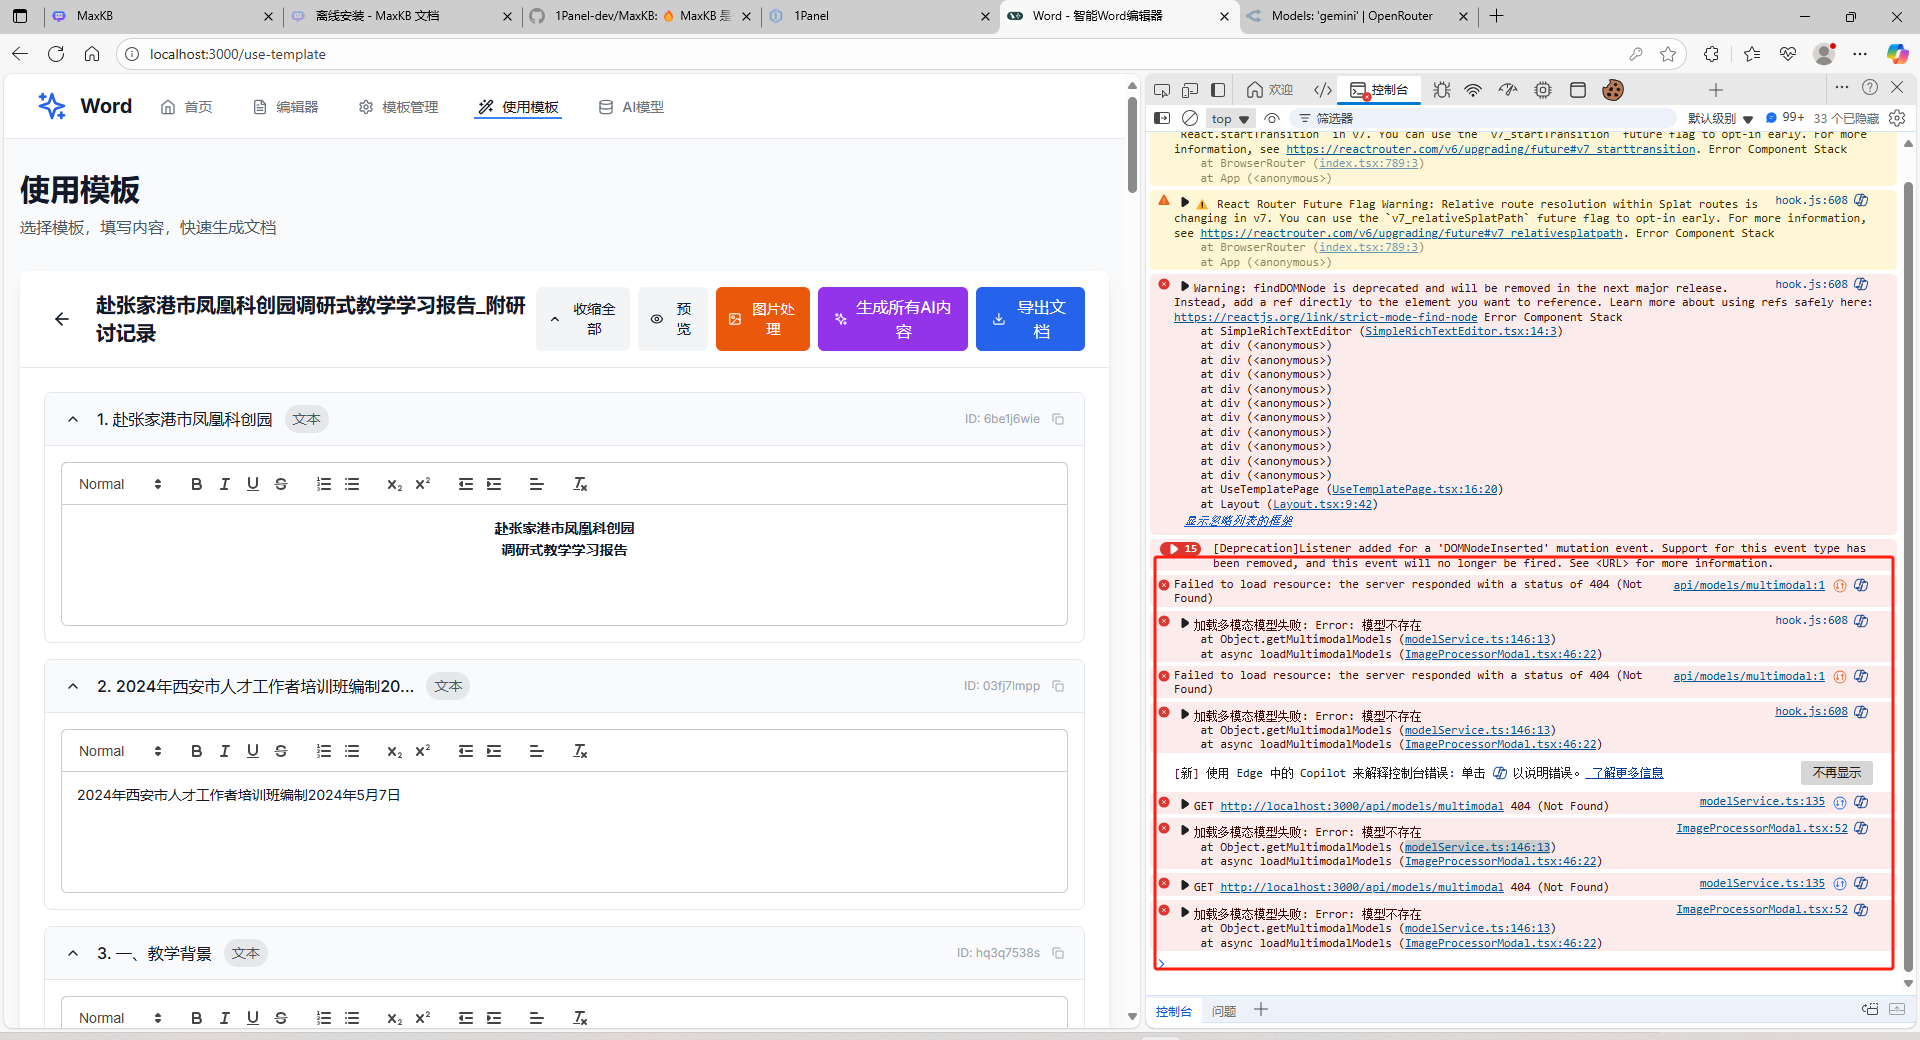 MaxKB
离线安装 - MaxKB 文档
1Panel-dev/MaxKB: 🔥 MaxKB 是
1Panel
Word - 智能Word编辑器
Models: 'gemini' | OpenRouter
localhost:3000/use-template
Word
首页
编辑器
模板管理
使用模板
AI模型
使用模板
选择模板，填写内容，快速生成文档
赴张家港市凤凰科创园调研式教学学习报告_附研
讨记录
收缩全
部
预
览
图片处
理
生成所有AI内
容
导出文
档
1. 赴张家港市凤凰科创园
文本
ID: 6be1j6wie
Normal
赴张家港市凤凰科创园
调研式教学学习报告
2. 2024年西安市人才工作者培训班编制20...
文本
ID: 03fj7lmpp
Normal
2024年西安市人才工作者培训班编制2024年5月7日
3. 一、教学背景
文本
ID: hq3q7538s
Normal
欢迎
控制台
top
筛选器
默认级别
99+
33 个已隐藏
React.startTransition` in v7. You can use the `v7_startTransition` future flag to opt-in early. For more
information, see https://reactrouter.com/v6/upgrading/future#v7_starttransition. Error Component Stack
at BrowserRouter (index.tsx:789:3)
at App (<anonymous>)
⚠️ React Router Future Flag Warning: Relative route resolution within Splat routes is
hook.js:608
changing in v7. You can use the `v7_relativeSplatPath` future flag to opt-in early. For more information,
see https://reactrouter.com/v6/upgrading/future#v7_relativesplatpath. Error Component Stack
at BrowserRouter (index.tsx:789:3)
at App (<anonymous>)
Warning: findDOMNode is deprecated and will be removed in the next major release.
hook.js:608
Instead, add a ref directly to the element you want to reference. Learn more about using refs safely here:
https://reactjs.org/link/strict-mode-find-node Error Component Stack
at SimpleRichTextEditor (SimpleRichTextEditor.tsx:14:3)
at div (<anonymous>)
at div (<anonymous>)
at div (<anonymous>)
at div (<anonymous>)
at div (<anonymous>)
at div (<anonymous>)
at div (<anonymous>)
at div (<anonymous>)
at div (<anonymous>)
at div (<anonymous>)
at UseTemplatePage (UseTemplatePage.tsx:16:20)
at Layout (Layout.tsx:9:42)
显示忽略列表的框架
15
[Deprecation]Listener added for a 'DOMNodeInserted' mutation event. Support for this event type has
been removed, and this event will no longer be fired. See <URL> for more information.
Failed to load resource: the server responded with a status of 404 (Not
api/models/multimodal:1
Found)
加载多模态模型失败: Error: 模型不存在
hook.js:608
at Object.getMultimodalModels (modelService.ts:146:13)
at async loadMultimodalModels (ImageProcessorModal.tsx:46:22)
Failed to load resource: the server responded with a status of 404 (Not
api/models/multimodal:1
Found)
加载多模态模型失败: Error: 模型不存在
hook.js:608
at Object.getMultimodalModels (modelService.ts:146:13)
at async loadMultimodalModels (ImageProcessorModal.tsx:46:22)
[新] 使用 Edge 中的 Copilot 来解释控制台错误: 单击 以说明错误。 了解更多信息
不再显示
GET http://localhost:3000/api/models/multimodal 404 (Not Found)
modelService.ts:135
加载多模态模型失败: Error: 模型不存在
ImageProcessorModal.tsx:52
at Object.getMultimodalModels (modelService.ts:146:13)
at async loadMultimodalModels (ImageProcessorModal.tsx:46:22)
GET http://localhost:3000/api/models/multimodal 404 (Not Found)
modelService.ts:135
加载多模态模型失败: Error: 模型不存在
ImageProcessorModal.tsx:52
at Object.getMultimodalModels (modelService.ts:146:13)
at async loadMultimodalModels (ImageProcessorModal.tsx:46:22)
控制台
问题